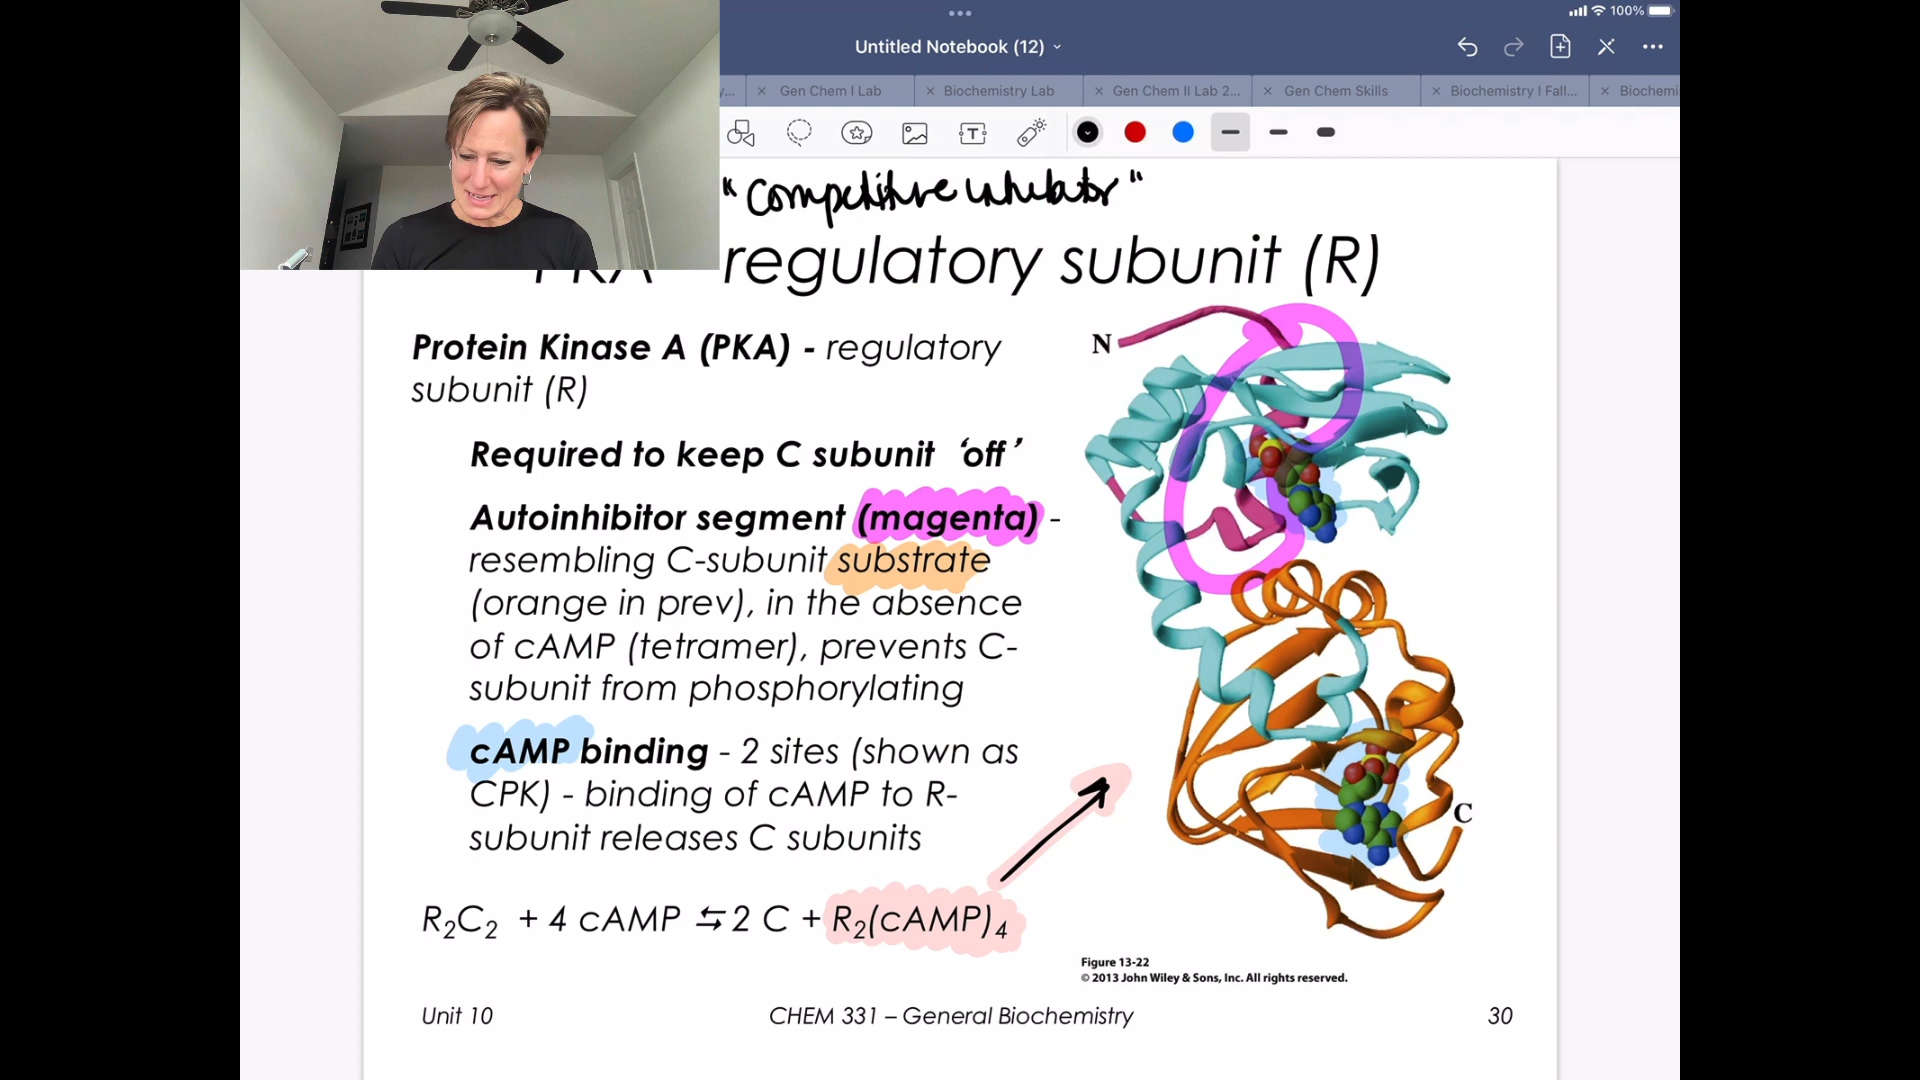 100%
Untitled Notebook (12)
y...
Gen Chem I Lab
Biochemistry Lab
Gen Chem II Lab 2...
Gen Chem Skills
Biochemistry I Fall...
Biochemi
T
"Competitive inhibitor"
PKA regulatory subunit (R)
Protein Kinase A (PKA) - regulatory
subunit (R)
Required to keep C subunit ‘off’
Autoinhibitor segment (magenta) -
resembling C-subunit substrate
(orange in prev), in the absence
of cAMP (tetramer), prevents C-
subunit from phosphorylating
cAMP binding - 2 sites (shown as
CPK) - binding of cAMP to R-
subunit releases C subunits
R₂C₂ + 4 cAMP ⇆ 2 C + R₂(cAMP)₄
N
C
Figure 13-22
© 2013 John Wiley & Sons, Inc. All rights reserved.
Unit 10
CHEM 331 – General Biochemistry
30